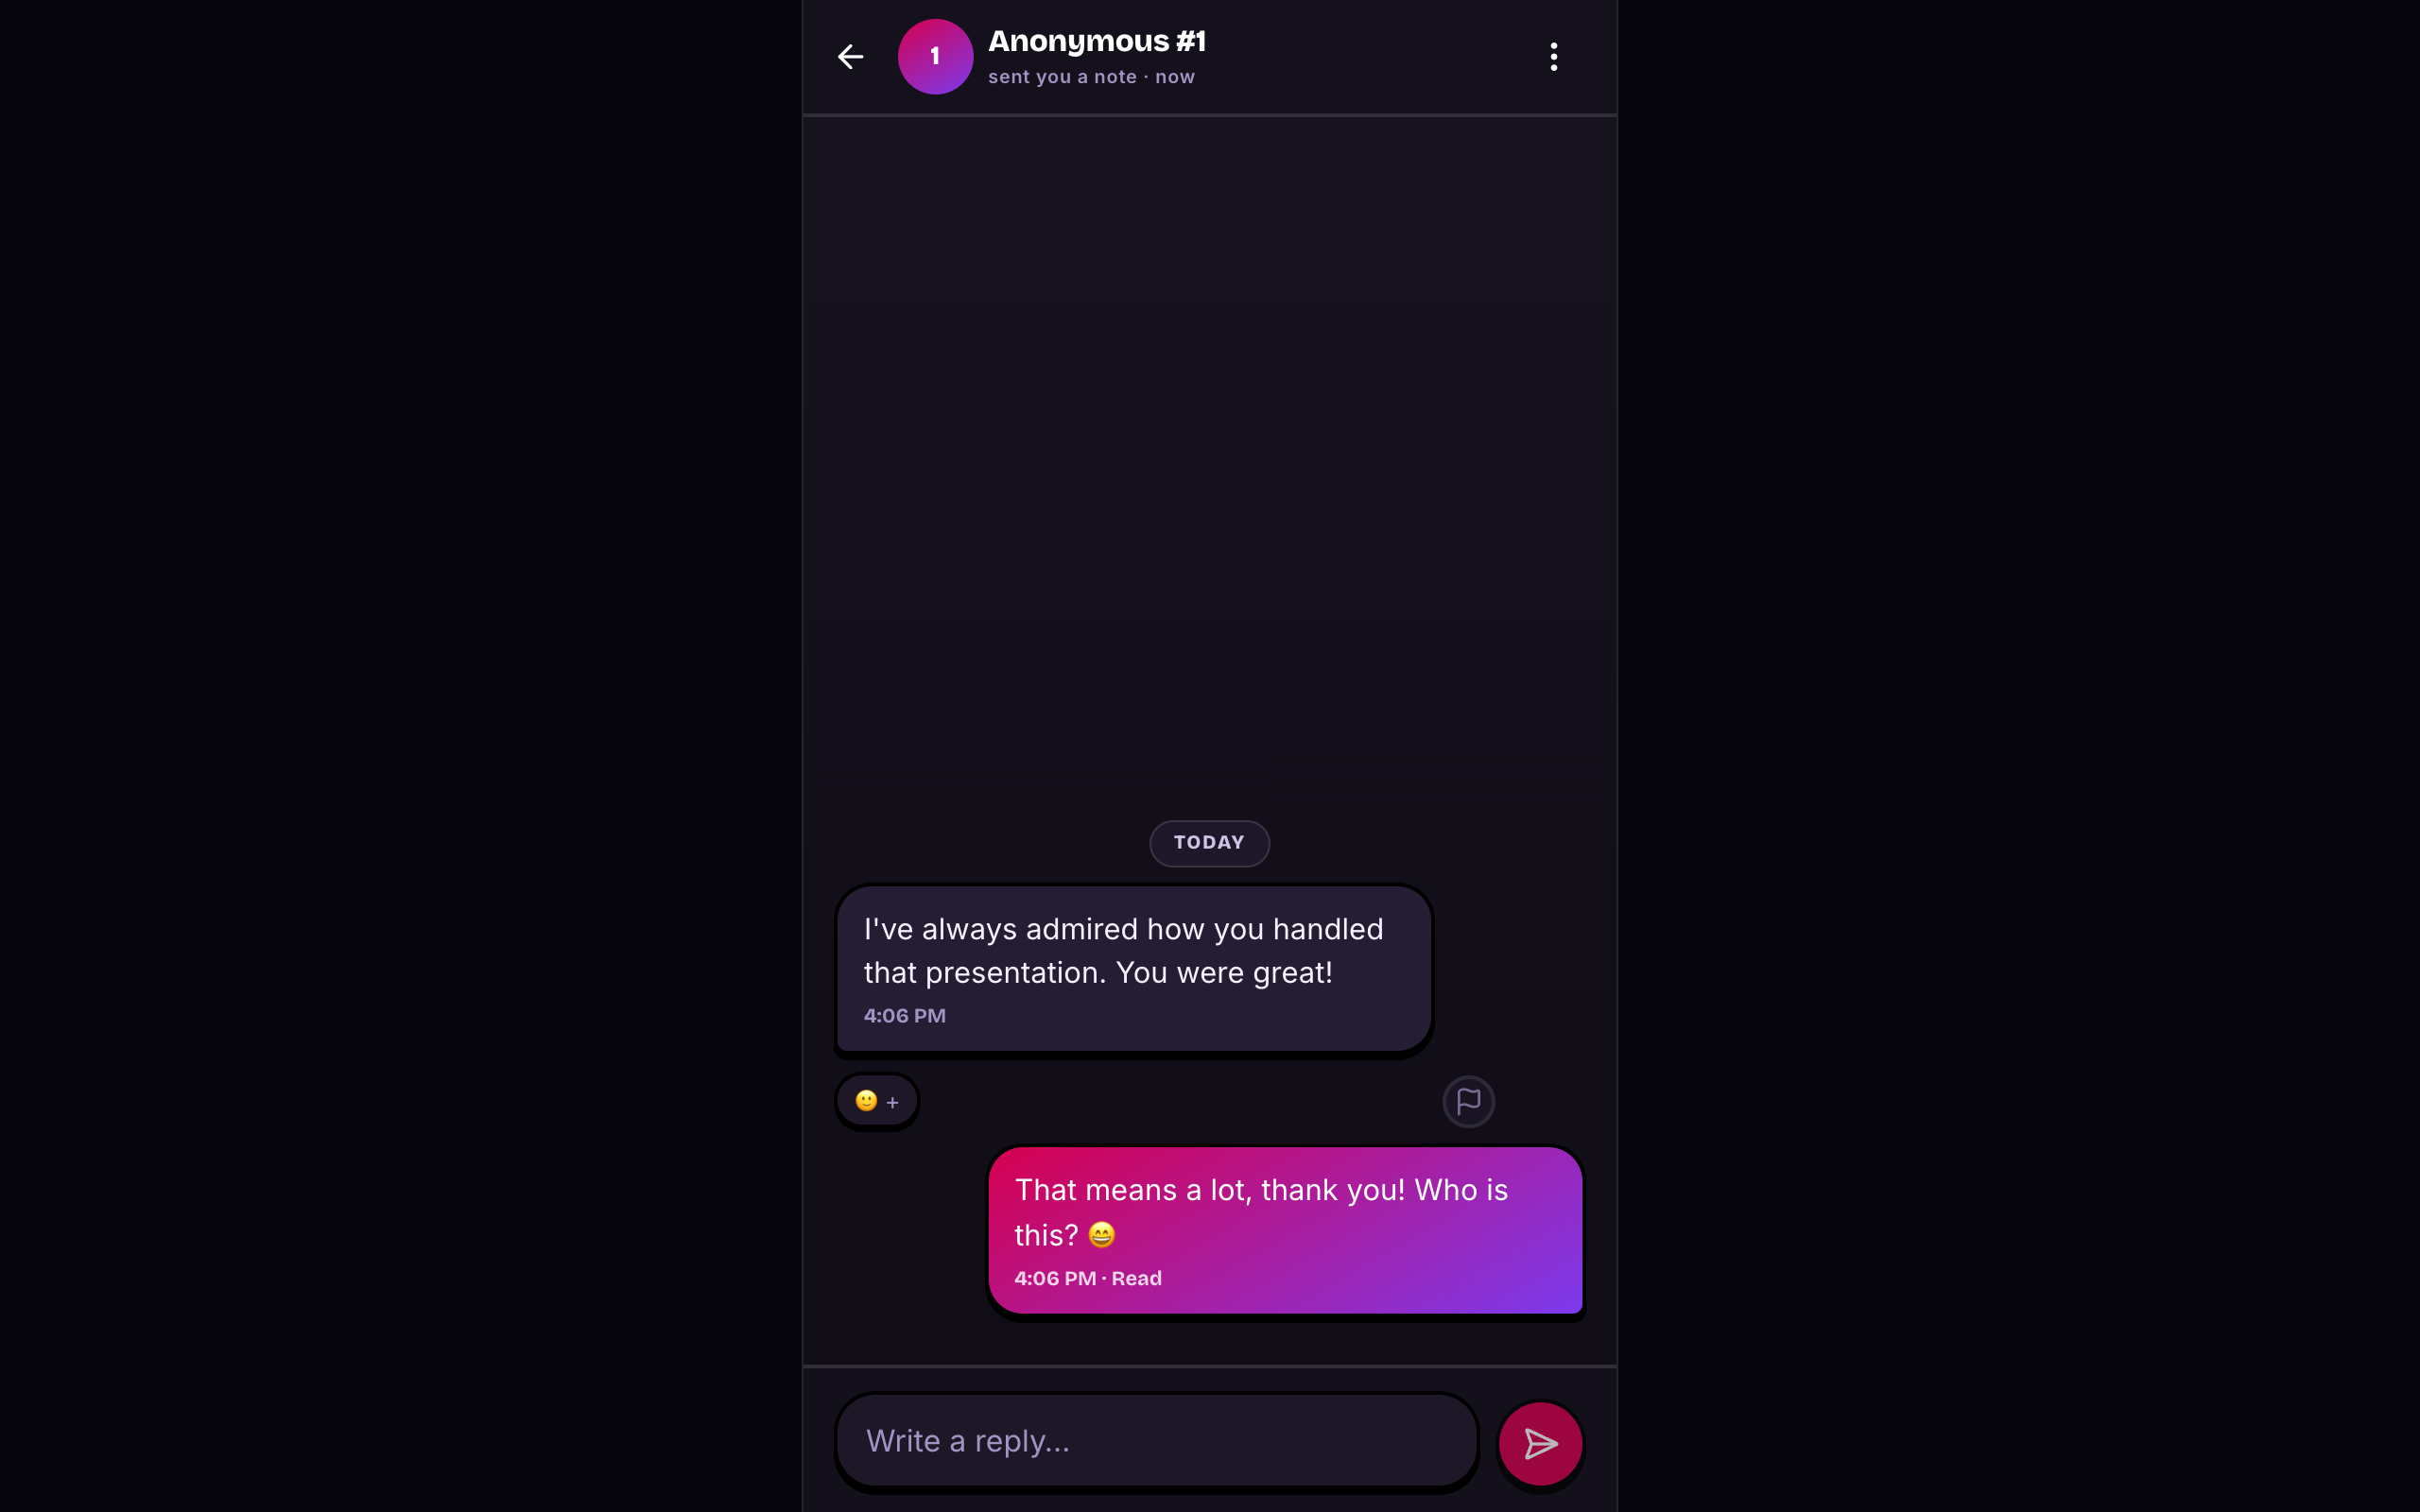 1
Anonymous #1
sent you a note · now
TODAY
I've always admired how you handled
that presentation. You were great!
4:06 PM
🙂 +
That means a lot, thank you! Who is
this? 😄
4:06 PM · Read
Write a reply...